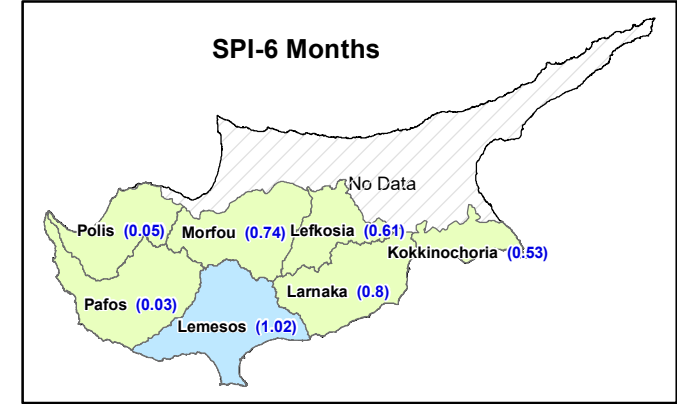 SPI-6 Months
No Data
Polis (0.05)
Morfou (0.74)
Lefkosia (0.61)
Kokkinochoria (0.53)
Pafos (0.03)
Larnaka (0.8)
Lemesos (1.02)